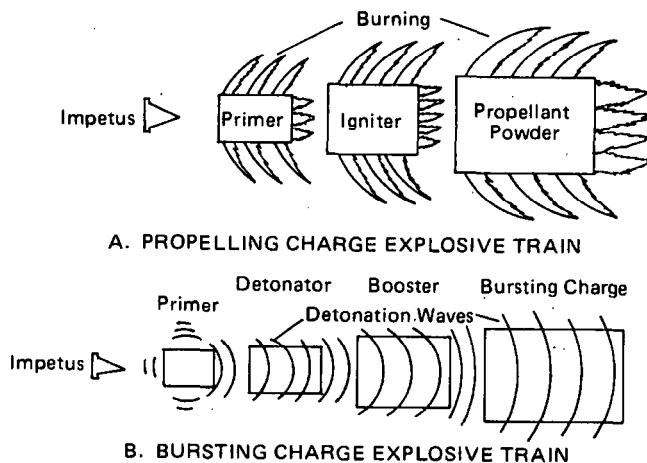 Burning
Impetus
Primer
Igniter
Propellant
Powder
A. PROPELLING CHARGE EXPLOSIVE TRAIN
Detonator
Booster
Bursting Charge
Primer
Detonation Waves
Impetus
B. BURSTING CHARGE EXPLOSIVE TRAIN